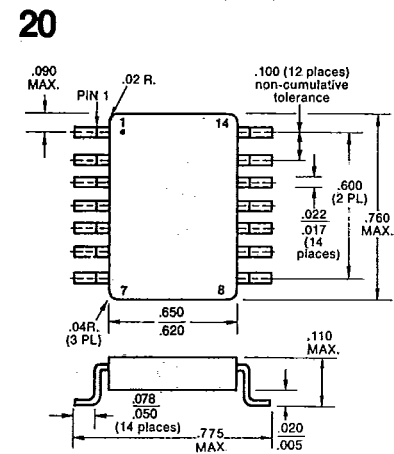 20
.090
MAX.
.02 R.
PIN 1
.100 (12 places)
non-cumulative
tolerance
1
14
.600
(2 PL)
.760
MAX.
.022
.017
(14
places)
7
8
.04R.
(3 PL)
.650
.620
.110
MAX.
.078
.050
(14 places)
.775
MAX.
.020
.005